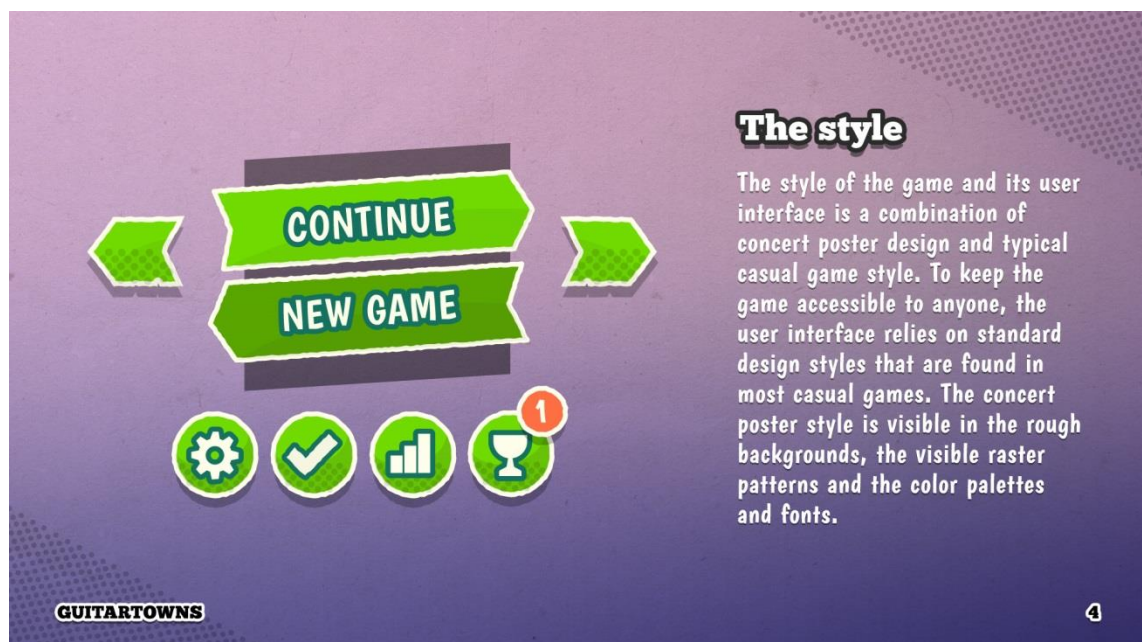 CONTINUE
NEW GAME
1
The style
The style of the game and its user
interface is a combination of
concert poster design and typical
casual game style. To keep the
game accessible to anyone, the
user interface relies on standard
design styles that are found in
most casual games. The concert
poster style is visible in the rough
backgrounds, the visible raster
patterns and the color palettes
and fonts.
GUITARTOWNS
4